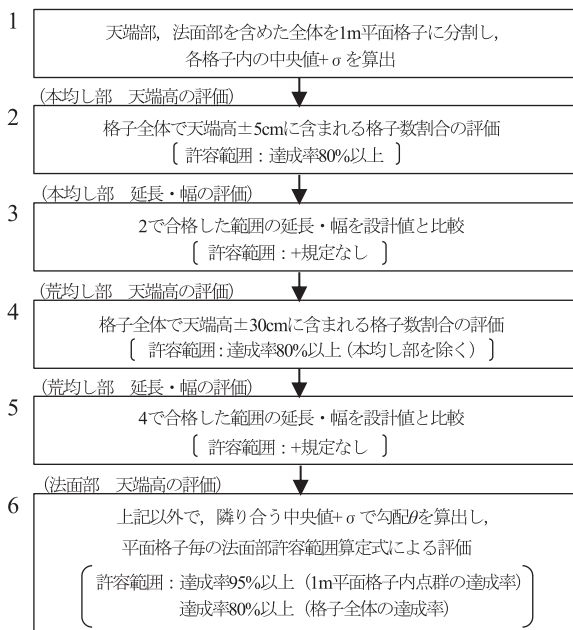 1
天端部，法面部を含めた全体を1m平面格子に分割し，
各格子内の中央値+σを算出
(本均し部　天端高の評価)
2
格子全体で天端高±5cmに含まれる格子数割合の評価
〔 許容範囲：達成率80%以上 〕
(本均し部　延長・幅の評価)
3
2で合格した範囲の延長・幅を設計値と比較
〔 許容範囲：+規定なし 〕
(荒均し部　天端高の評価)
4
格子全体で天端高±30cmに含まれる格子数割合の評価
〔 許容範囲：達成率80%以上（本均し部を除く） 〕
(荒均し部　延長・幅の評価)
5
4で合格した範囲の延長・幅を設計値と比較
〔 許容範囲：+規定なし 〕
(法面部　天端高の評価)
6
上記以外で，隣り合う中央値+σで勾配θを算出し，
平面格子毎の法面部許容範囲算定式による評価
許容範囲：達成率95%以上（1m平面格子内点群の達成率）
達成率80%以上（格子全体の達成率）